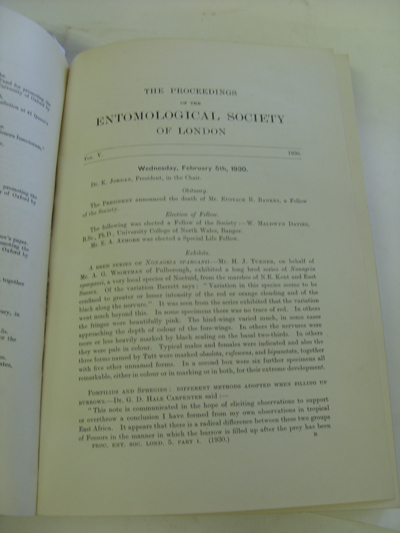 THE PROCEEDINGS
OF THE
ENTOMOLOGICAL SOCIETY
OF LONDON
VOL. V. 1930.
Wednesday, February 5th, 1930.
Dr. K. JORDAN, President, in the Chair.
Obituary.
The PRESIDENT announced the death of Mr. EUSTACE R. BANKES, a Fellow
of the Society.
Election of Fellow.
The following was elected a Fellow of the Society:— W. MALDWYN DAVIES,
B.Sc., Ph.D., University College of North Wales, Bangor.
Mr. E. A. was elected a Special Life Fellow.
Exhibits.
A BRED SERIES OF NONAGRIA SPARGANII.—Mr. H. J. TURNER, on behalf of
Mr. A. G. of Pulborough, exhibited a long bred series of Nonagria
sparganii, a very local species of Noctuid, from the marshes of N.E. Kent and East
Sussex. Of the variation Barrett says: "Variation in this species seems to be
confined to greater or lesser intensity of the red or orange clouding and of the
black along the nervures." It was seen from the series exhibited that the variation
went much beyond this. In some specimens there was no trace of red. In others
the fringes were beautifully pink. The hind-wings varied much, in some cases
approaching the depth of colour of the fore-wings. In others the nervures were
more or less heavily marked by black scaling on the basal two-thirds. In others
they were pale in colour. Typical males and females were indicated and also the
three forms named by Tutt were marked obsoleta, rufescens, and bipunctata, together
with five other unnamed forms. In a second box were six further specimens all
remarkable, either in colour or in marking or in both, for their extreme development.
POMPILIDS AND SPHEGIDS: DIFFERENT METHODS ADOPTED WHEN FILLING UP
BURROWS.—Dr. G. D. HALE CARPENTER said:—
"This note is communicated in the hope of eliciting observations to support
or overthrow a conclusion I have formed from my own observations in tropical
East Africa. It appears that there is a radical difference between these two groups
of Fossors in the manner in which the burrow is filled up after the prey has been
PROC. ENT. SOC. LOND. 5. PART I. (1930.) B